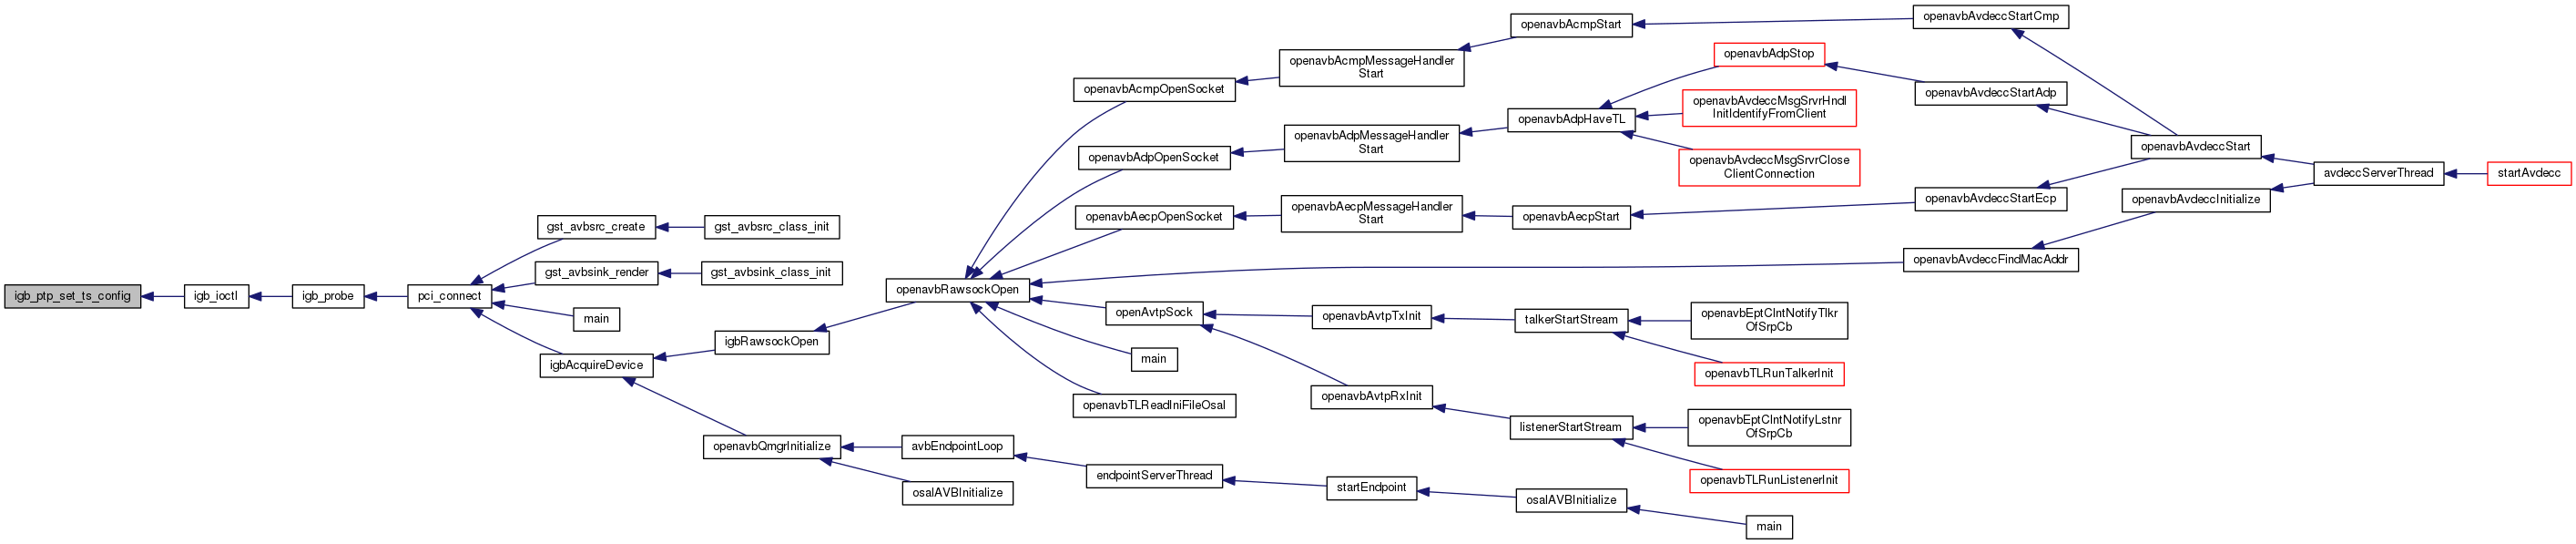 igb_ptp_set_ts_config
igb_ioctl
igb_probe
pci_connect
gst_avbsrc_create
gst_avbsrc_class_init
gst_avbsink_render
gst_avbsink_class_init
main
igbAcquireDevice
igbRawsockOpen
openavbRawsockOpen
openavbAcmpOpenSocket
openavbAcmpMessageHandler
Start
openavbAcmpStart
openavbAvdeccStartCmp
openavbAvdeccStart
avdeccServerThread
startAvdecc
openavbAdpOpenSocket
openavbAdpMessageHandler
Start
openavbAdpHaveTL
openavbAdpStop
openavbAvdeccStartAdp
openavbAvdeccMsgSrvrHndl
InitIdentifyFromClient
openavbAvdeccMsgSrvrClose
ClientConnection
openavbAecpOpenSocket
openavbAecpMessageHandler
Start
openavbAecpStart
openavbAvdeccStartEcp
openavbAvdeccFindMacAddr
openavbAvdeccInitialize
openAvtpSock
openavbAvtpTxInit
talkerStartStream
openavbEptClntNotifyTlkr
OfSrpCb
openavbTLRunTalkerInit
openavbAvtpRxInit
listenerStartStream
openavbEptClntNotifyLstnr
OfSrpCb
openavbTLRunListenerInit
main
openavbTLReadIniFileOsal
openavbQmgrInitialize
avbEndpointLoop
endpointServerThread
startEndpoint
osalAVBInitialize
main
osalAVBInitialize